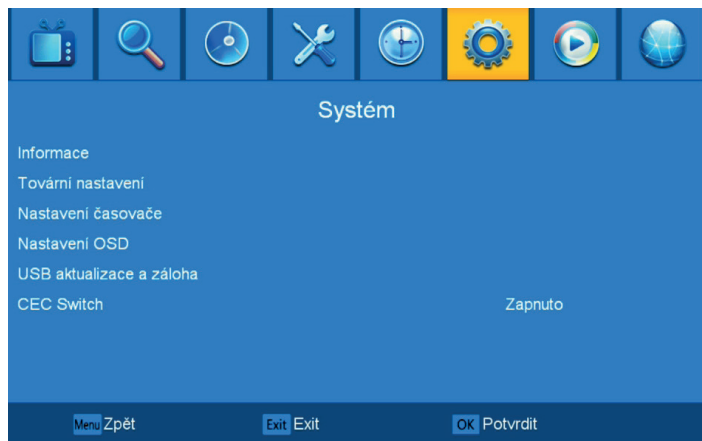 Systém
Informace
Tovární nastavení
Nastavení časovače
Nastavení OSD
USB aktualizace a záloha
CEC Switch Zapnuto
Menu Zpět Exit Exit OK Potvrdit